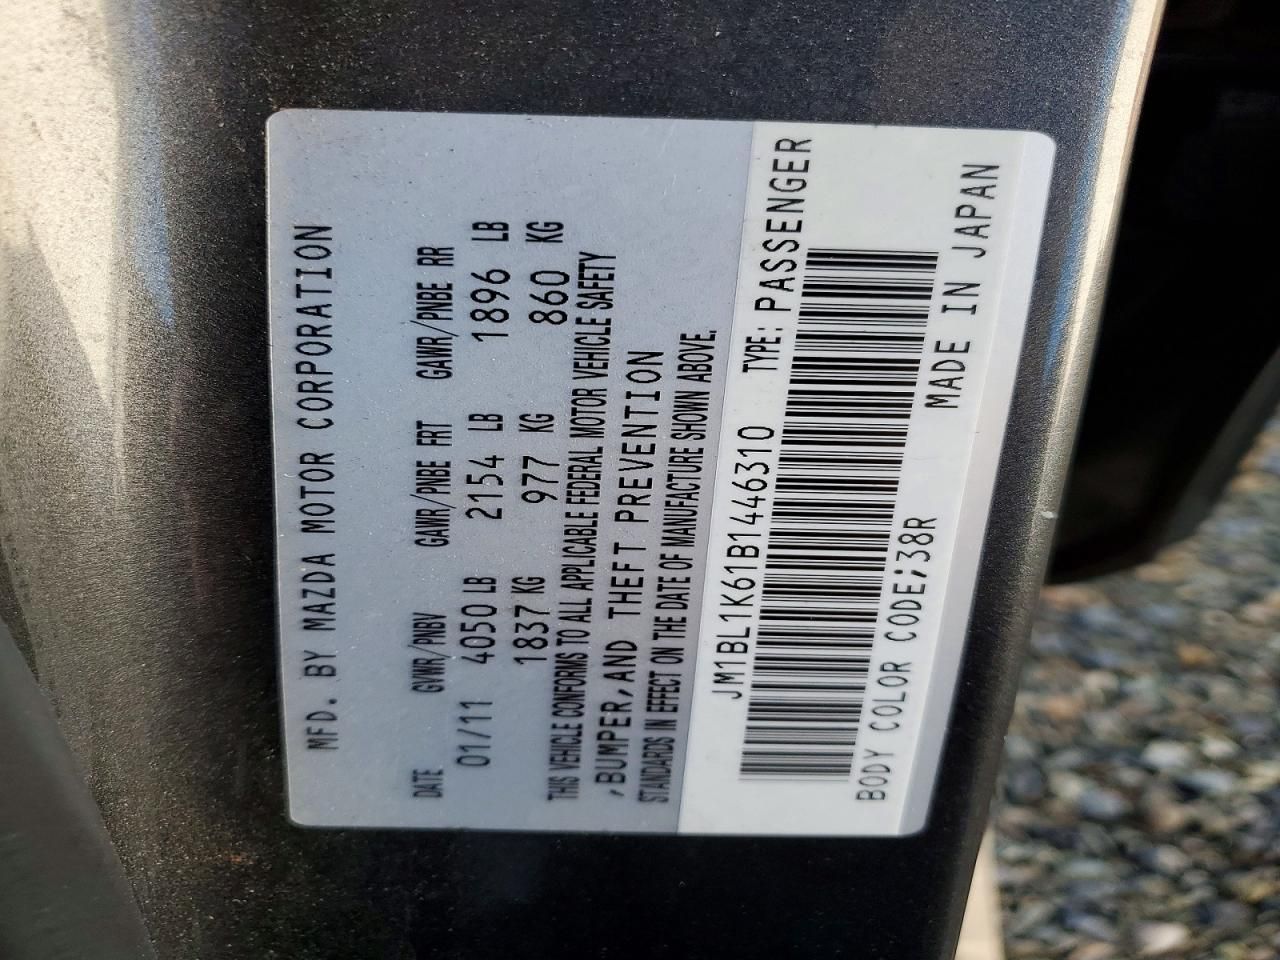 MFD. BY MAZDA MOTOR CORPORATION
DATE GVWR/PNBV GAWR/PNBE FRT GAWR/PNBE RR
01/11 4050 LB 2154 LB 1896 LB
1837 KG 977 KG 860 KG
THIS VEHICLE CONFORMS TO ALL APPLICABLE FEDERAL MOTOR VEHICLE SAFETY
,BUMPER,AND THEFT PREVENTION
STANDARDS IN EFFECT ON THE DATE OF MANUFACTURE SHOWN ABOVE.
JM1BL1K61B1446310 TYPE: PASSENGER
BODY COLOR CODE;38R MADE IN JAPAN